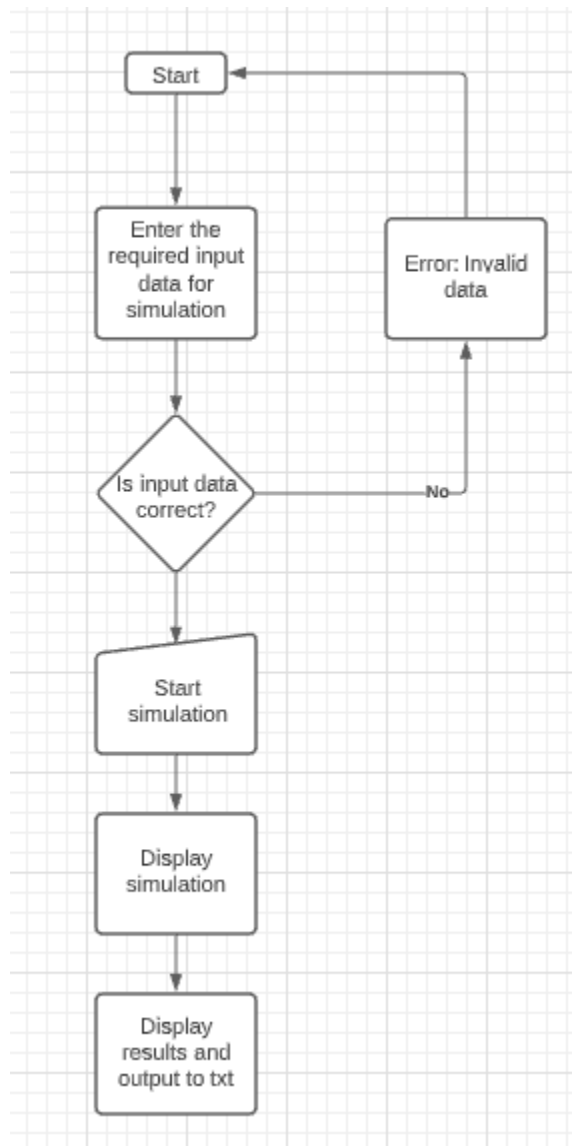 Start
Enter the
required input
data for
simulation
Error: Invalid
data
Is input data
correct?
No
Start
simulation
Display
simulation
Display
results and
output to txt